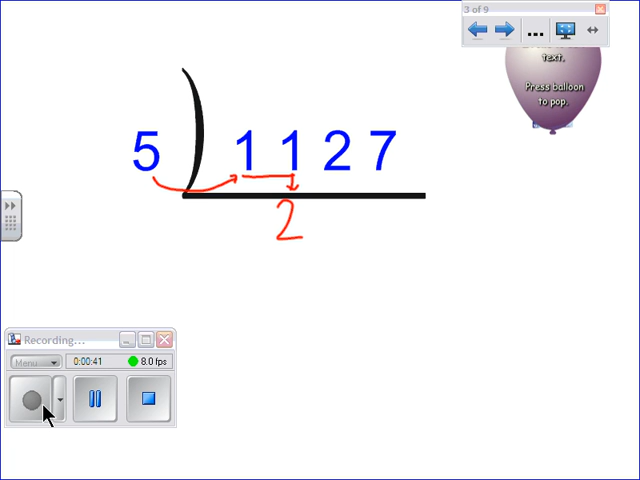 3 of 9
text.
Press balloon
to pop.
5 1 1 2 7
2
Recording...
Menu 0:00:41 8.0 fps